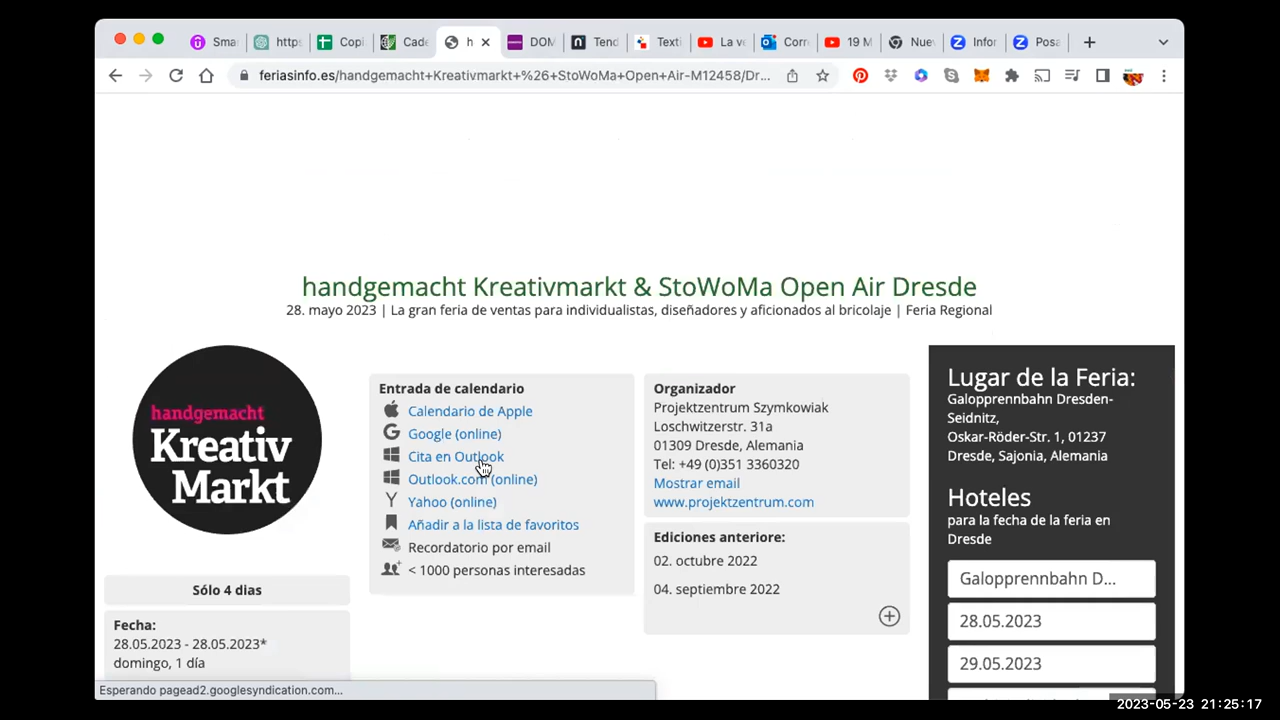 Sma
https
Copi
Cade
h
DOM
Tend
Texti
La ve
Corre
19 M
Nue
Infor
Posa
feriasinfo.es/handgemacht+Kreativmarkt+%26+StoWoMa+Open+Air-M12458/Dr...
handgemacht Kreativmarkt & StoWoMa Open Air Dresde
28. mayo 2023 | La gran feria de ventas para individualistas, diseñadores y aficionados al bricolaje | Feria Regional
handgemacht
Kreativ
Markt
Sólo 4 dias
Fecha:
28.05.2023 - 28.05.2023*
domingo, 1 día
Entrada de calendario
Calendario de Apple
Google (online)
Cita en Outlook
Outlook.com (online)
Yahoo (online)
Añadir a la lista de favoritos
Recordatorio por email
< 1000 personas interesadas
Organizador
Projektzentrum Szymkowiak
Loschwitzerstr. 31a
01309 Dresde, Alemania
Tel: +49 (0)351 3360320
Mostrar email
www.projektzentrum.com
Ediciones anteriore:
02. octubre 2022
04. septiembre 2022
Lugar de la Feria:
Galopprennbahn Dresden-
Seidnitz,
Oskar-Röder-Str. 1, 01237
Dresde, Sajonia, Alemania
Hoteles
para la fecha de la feria en
Dresde
Galopprennbahn D...
28.05.2023
29.05.2023
Esperando pagead2.googlesyndication.com...
2023-05-23 21:25:17